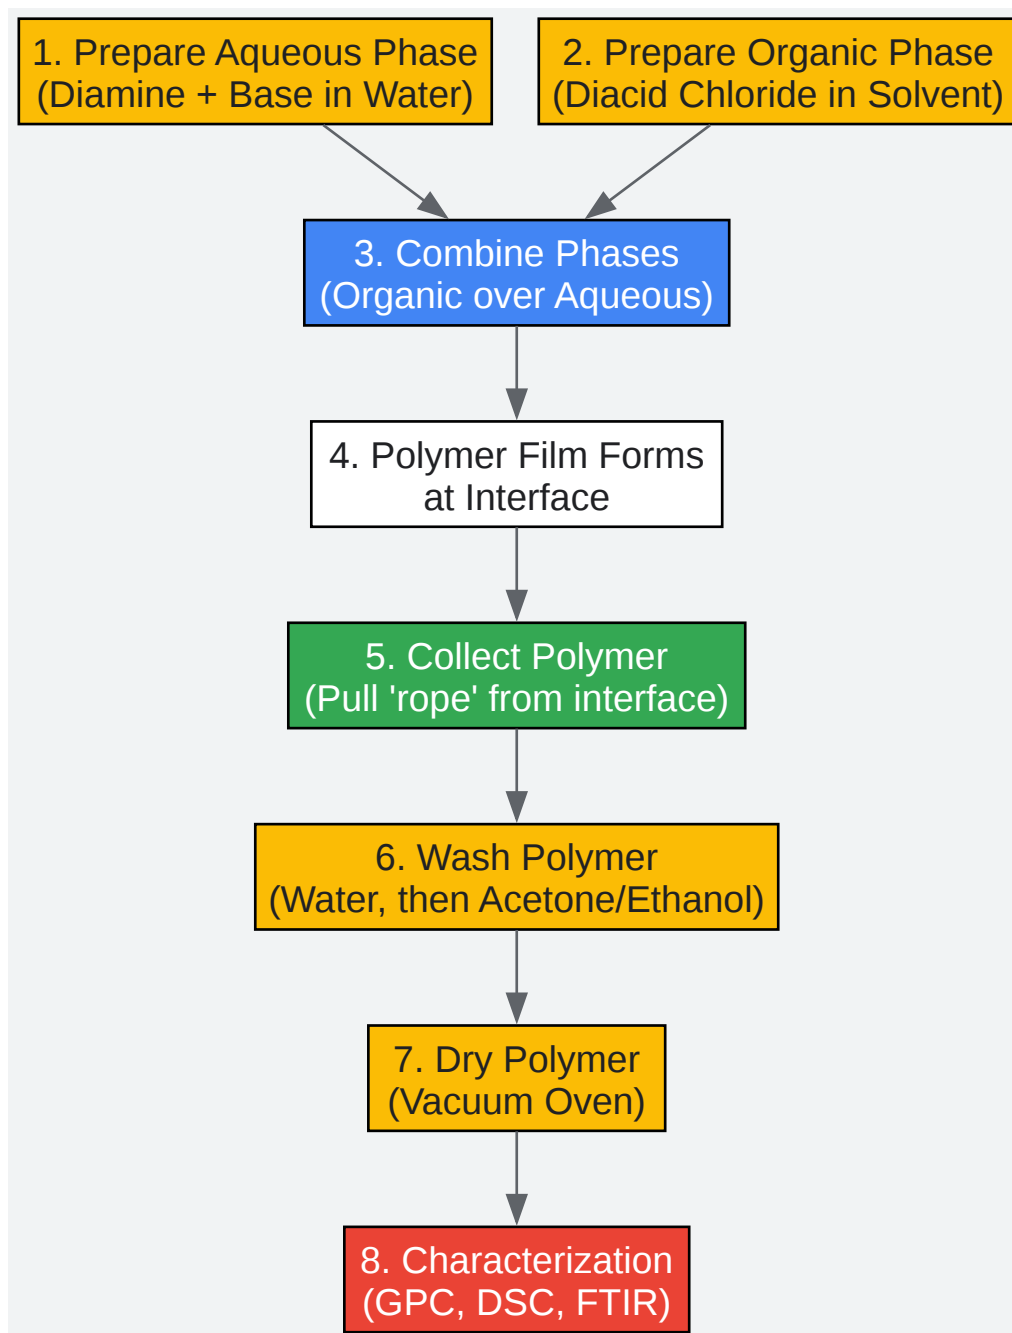 1. Prepare Aqueous Phase
(Diamine + Base in Water)
2. Prepare Organic Phase
(Diacid Chloride in Solvent)
3. Combine Phases
(Organic over Aqueous)
4. Polymer Film Forms
at Interface
5. Collect Polymer
(Pull 'rope' from interface)
6. Wash Polymer
(Water, then Acetone/Ethanol)
7. Dry Polymer
(Vacuum Oven)
8. Characterization
(GPC, DSC, FTIR)